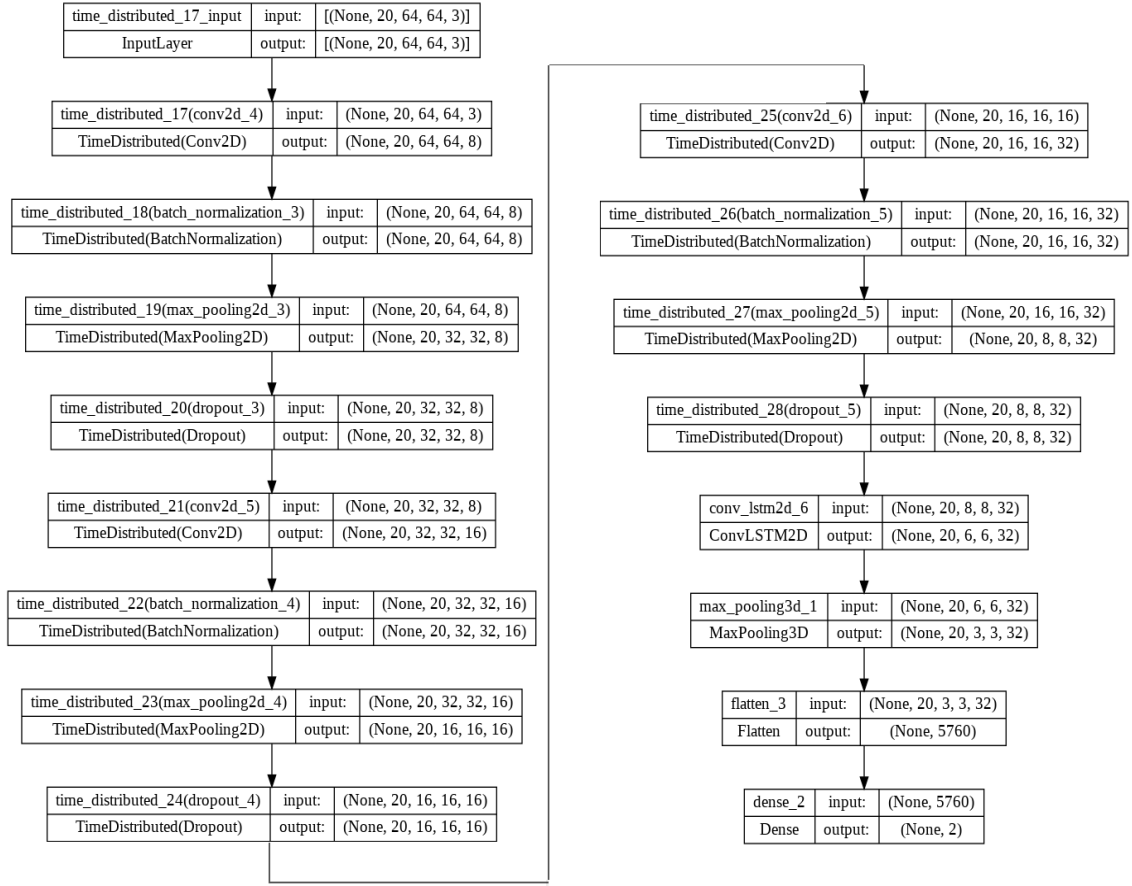 time_distributed_17_input input: [(None, 20, 64, 64, 3)]
InputLayer output: [(None, 20, 64, 64, 3)]
time_distributed_17(conv2d_4) input: (None, 20, 64, 64, 3)
TimeDistributed(Conv2D) output: (None, 20, 64, 64, 8)
time_distributed_18(batch_normalization_3) input: (None, 20, 64, 64, 8)
TimeDistributed(BatchNormalization) output: (None, 20, 64, 64, 8)
time_distributed_19(max_pooling2d_3) input: (None, 20, 64, 64, 8)
TimeDistributed(MaxPooling2D) output: (None, 20, 32, 32, 8)
time_distributed_20(dropout_3) input: (None, 20, 32, 32, 8)
TimeDistributed(Dropout) output: (None, 20, 32, 32, 8)
time_distributed_21(conv2d_5) input: (None, 20, 32, 32, 8)
TimeDistributed(Conv2D) output: (None, 20, 32, 32, 16)
time_distributed_22(batch_normalization_4) input: (None, 20, 32, 32, 16)
TimeDistributed(BatchNormalization) output: (None, 20, 32, 32, 16)
time_distributed_23(max_pooling2d_4) input: (None, 20, 32, 32, 16)
TimeDistributed(MaxPooling2D) output: (None, 20, 16, 16, 16)
time_distributed_24(dropout_4) input: (None, 20, 16, 16, 16)
TimeDistributed(Dropout) output: (None, 20, 16, 16, 16)
time_distributed_25(conv2d_6) input: (None, 20, 16, 16, 16)
TimeDistributed(Conv2D) output: (None, 20, 16, 16, 32)
time_distributed_26(batch_normalization_5) input: (None, 20, 16, 16, 32)
TimeDistributed(BatchNormalization) output: (None, 20, 16, 16, 32)
time_distributed_27(max_pooling2d_5) input: (None, 20, 16, 16, 32)
TimeDistributed(MaxPooling2D) output: (None, 20, 8, 8, 32)
time_distributed_28(dropout_5) input: (None, 20, 8, 8, 32)
TimeDistributed(Dropout) output: (None, 20, 8, 8, 32)
conv_lstm2d_6 input: (None, 20, 8, 8, 32)
ConvLSTM2D output: (None, 20, 6, 6, 32)
max_pooling3d_1 input: (None, 20, 6, 6, 32)
MaxPooling3D output: (None, 20, 3, 3, 32)
flatten_3 input: (None, 20, 3, 3, 32)
Flatten output: (None, 5760)
dense_2 input: (None, 5760)
Dense output: (None, 2)